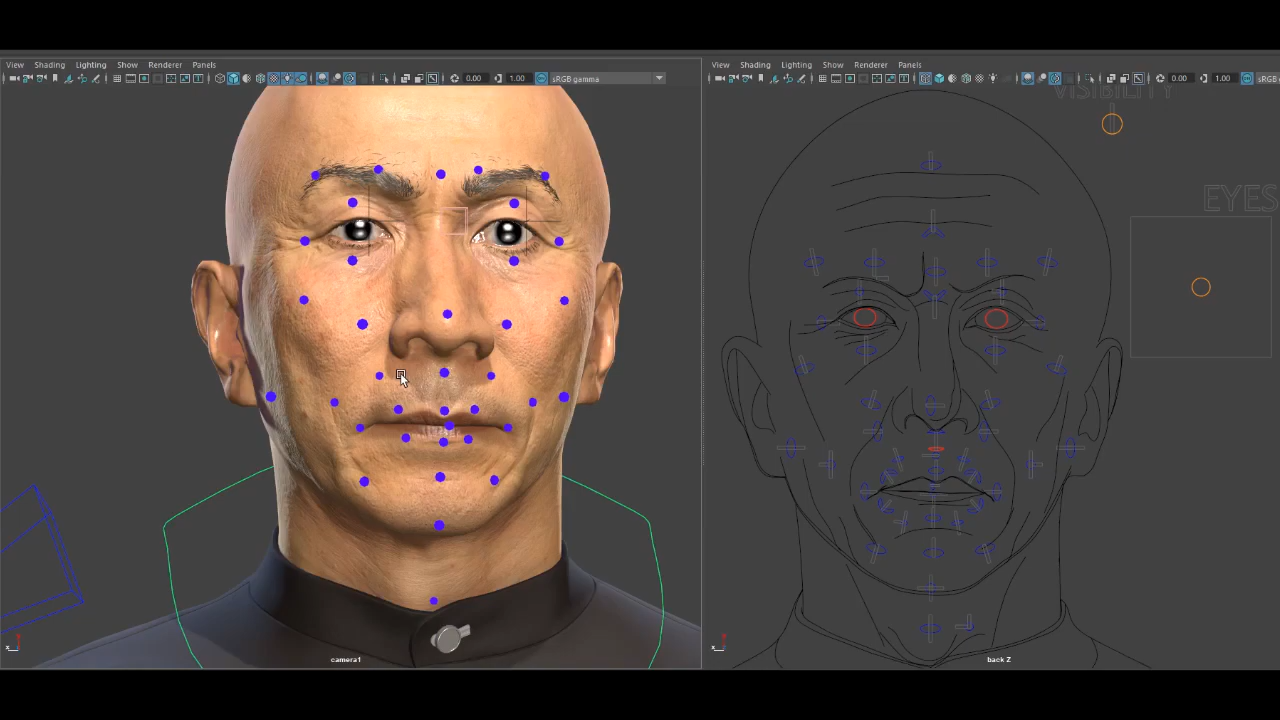 View Shading Lighting Show Renderer Panels
0.00 1.00 sRGB gamma
camera1
x
View Shading Lighting Show Renderer Panels
0.00 1.00 sRGB
VISIBILITY
EYES
back Z
x